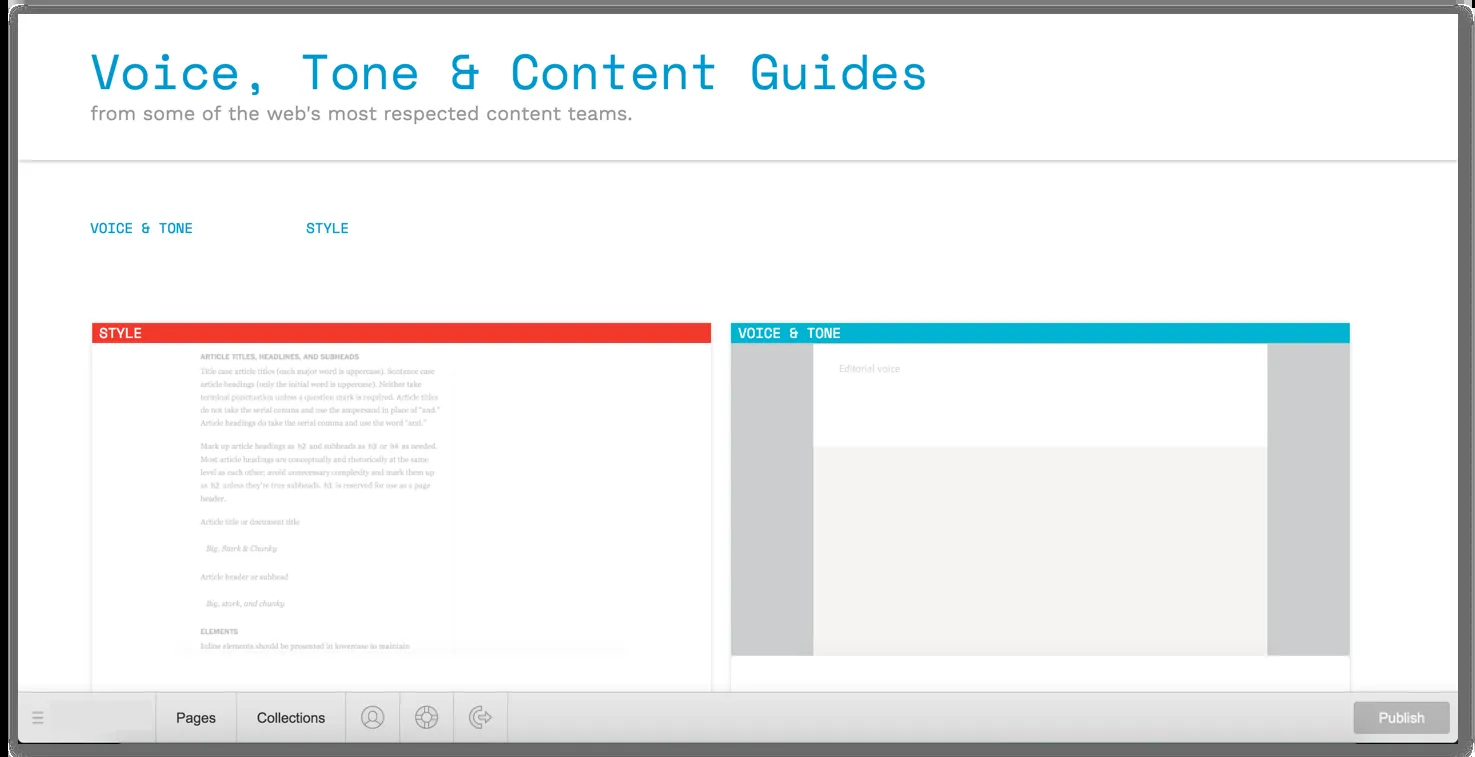 Voice, Tone & Content Guides
from some of the web's most respected content teams.
VOICE & TONE
STYLE
STYLE
ARTICLE TITLES, HEADLINES, AND SUBHEADS
Title case article titles (each major word is uppercase). Sentence case
article headings (only the initial word is uppercase). Neither take
terminal punctuation unless a question mark is required. Article titles
do not take the serial comma and use the ampersand in place of "and."
Article headings do take the serial comma and use the word "and."
Mark up article headings as h2 and subheads as h3 or h4 as needed.
Most article headings are conceptually and rhetorically at the same
level as each other; avoid unnecessary complexity and mark them up
as h2 unless they're true subheads. h1 is reserved for use as a page
header.
Article title or document title
Big, Stark & Chunky
Article header or subhead
Big, stark, and chunky
ELEMENTS
Inline elements should be presented in lowercase to maintain
VOICE & TONE
Editorial voice
Pages
Collections
Publish